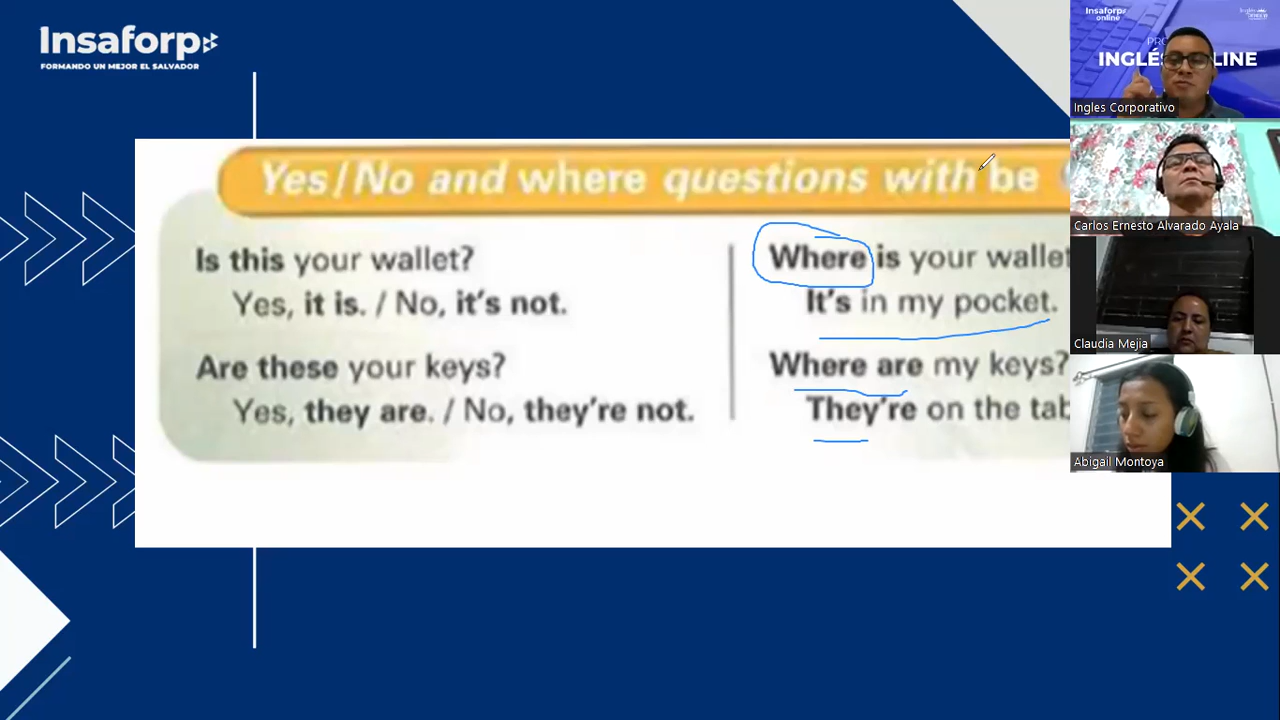 Insaforp
FORMANDO UN MEJOR EL SALVADOR
Yes/No and where questions with be
Is this your wallet?
Yes, it is. / No, it's not.
Are these your keys?
Yes, they are. / No, they're not.
Where is your wallet
It's in my pocket.
Where are my keys?
They're on the tab
Insaforp
online
INGLÉS
LINE
Ingles Corporativo
Carlos Ernesto Alvarado Ayala
Claudia Mejia
Abigail Montoya